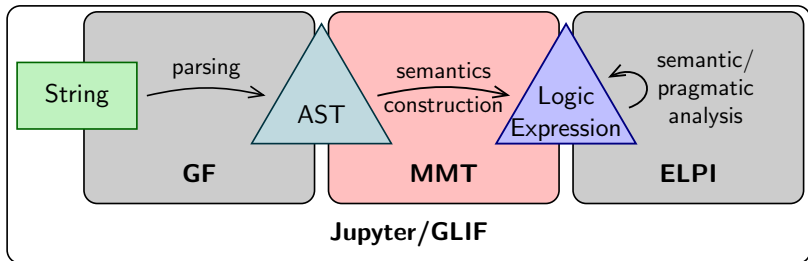 String
parsing
AST
semantics
construction
Logic
Expression
semantic/
pragmatic
analysis
GF
MMT
ELPI
Jupyter/GLIF